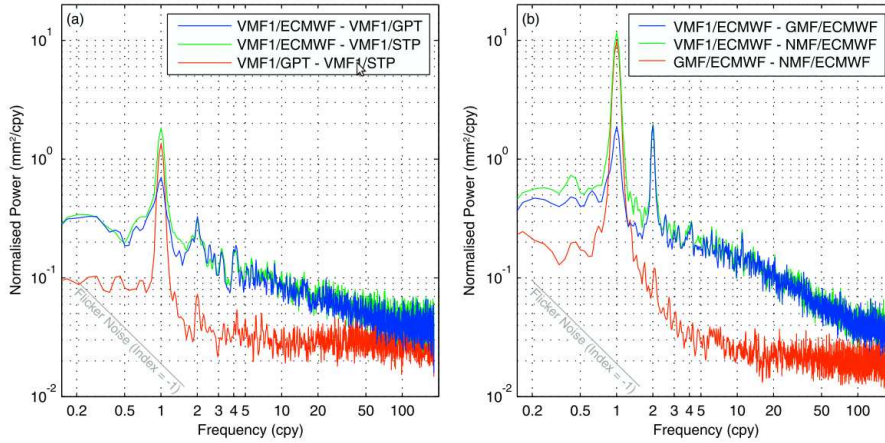 (a)
VMF1/ECMWF - VMF1/GPT
VMF1/ECMWF - VMF1/STP
VMF1/GPT - VMF1/STP
Normalised Power (mm²/cpy)
10¹
10⁰
10⁻¹
10⁻²
Flicker Noise (Index = -1)
0.2 0.5 1 2 3 4 5 10 20 50 100
Frequency (cpy)
(b)
VMF1/ECMWF - GMF/ECMWF
VMF1/ECMWF - NMF/ECMWF
GMF/ECMWF - NMF/ECMWF
Normalised Power (mm²/cpy)
10¹
10⁰
10⁻¹
10⁻²
Flicker Noise (Index = -1)
0.2 0.5 1 2 3 4 5 10 20 50 100
Frequency (cpy)